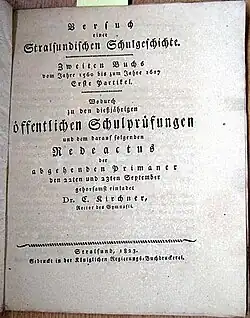 Versuch
einer
Stralsundischen Schulgeschichte.
Zweiten Buchs
vom Jahre 1560 bis zum Jahre 1617
Erste Partikel.
Wodurch
zu den dießjährigen
öffentlichen Schulprüfungen
und dem darauf folgenden
Redeactus
der
abgehenden Primaner
den 22ten und 23ten September
gehorsamst einladet
Dr. E. Kirchner,
Rector des Gymnasii.
Stralsund, 1823.
Gedruckt in der Königlichen Regierungs-Buchdruckerei.